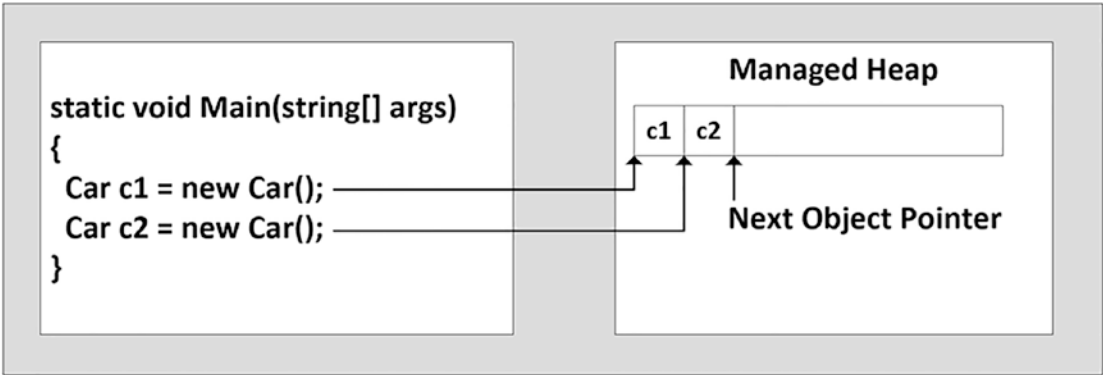 static void Main(string[] args)
{
Car c1 = new Car();
Car c2 = new Car();
}
Managed Heap
c1 c2
Next Object Pointer